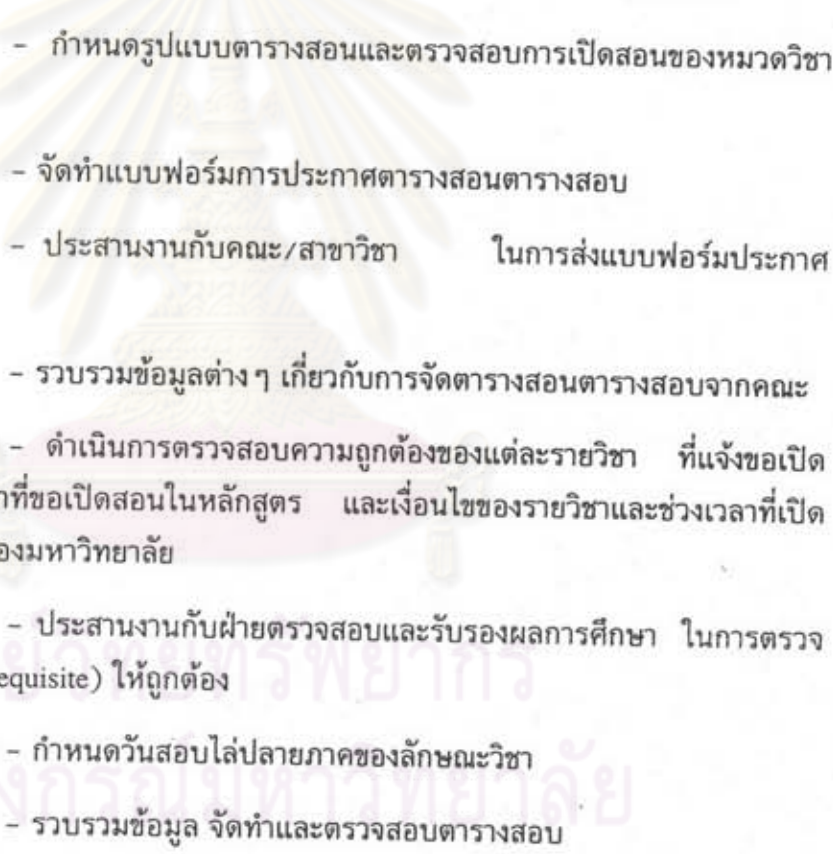 - กำหนดรูปแบบตารางสอนและตรวจสอบการเปิดสอนของหมวดวิชา
- จัดทำแบบฟอร์มการประกาศตารางสอนตารางสอบ
- ประสานงานกับคณะ/สาขาวิชา ในการส่งแบบฟอร์มประกาศ
- รวบรวมข้อมูลต่าง ๆ เกี่ยวกับการจัดตารางสอนตารางสอบจากคณะ
- ดำเนินการตรวจสอบความถูกต้องของแต่ละรายวิชา ที่แจ้งขอเปิด
ที่ขอเปิดสอนในหลักสูตร และเงื่อนไขของรายวิชาและช่วงเวลาที่เปิด
องมหาวิทยาลัย
- ประสานงานกับฝ่ายตรวจสอบและรับรองผลการศึกษา ในการตรวจ
equisite) ให้ถูกต้อง
- กำหนดวันสอบไล่ปลายภาคของลักษณะวิชา
- รวบรวมข้อมูล จัดทำและตรวจสอบตารางสอบ